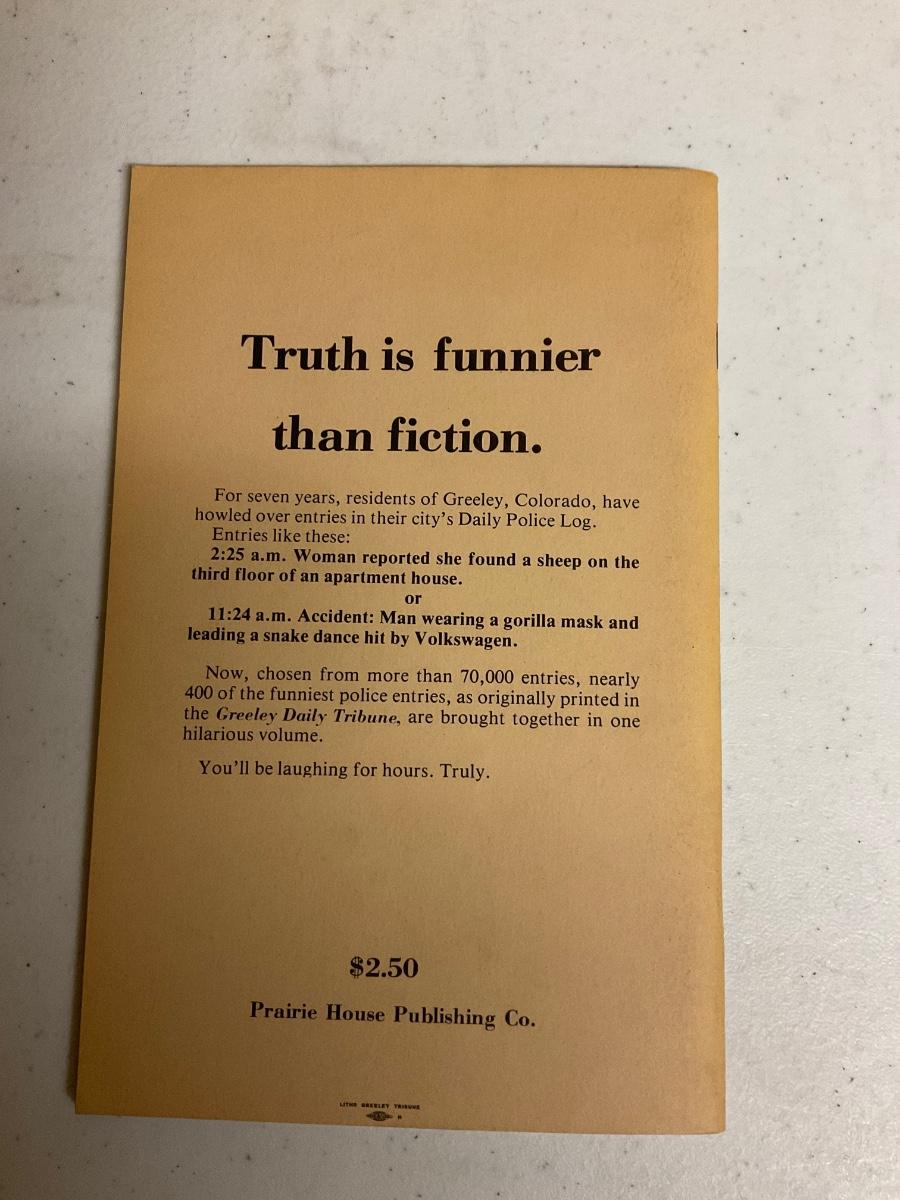 Truth is funnier
than fiction.
For seven years, residents of Greeley, Colorado, have
howled over entries in their city's Daily Police Log.
Entries like these:
2:25 a.m. Woman reported she found a sheep on the
third floor of an apartment house.
or
11:24 a.m. Accident: Man wearing a gorilla mask and
leading a snake dance hit by Volkswagen.
Now, chosen from more than 70,000 entries, nearly
400 of the funniest police entries, as originally printed in
the Greeley Daily Tribune, are brought together in one
hilarious volume.
You'll be laughing for hours. Truly.
$2.50
Prairie House Publishing Co.
LITHO GREELEY TRIBUNE